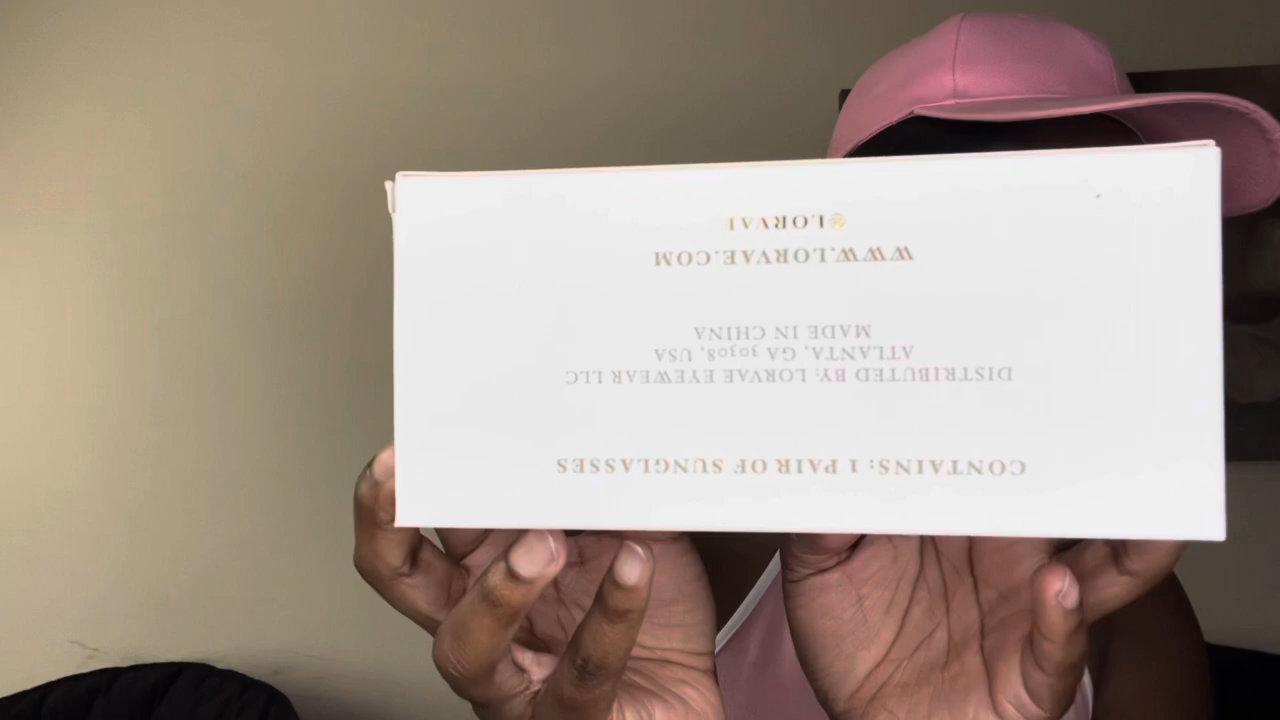 CONTAINS: 1 PAIR OF SUNGLASSES
DISTRIBUTED BY: LORVAE EYEWEAR LLC
ATLANTA, GA 30308, USA
MADE IN CHINA
WWW.LORVAE.COM
@LORVAE